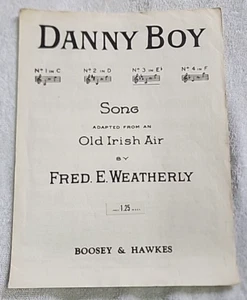 DANNY BOY
No 1 in C No 2 in D No 3 in E♭ No 4 in F
Song
ADAPTED FROM AN
Old Irish Air
BY
FRED. E. WEATHERLY
1.25
BOOSEY & HAWKES